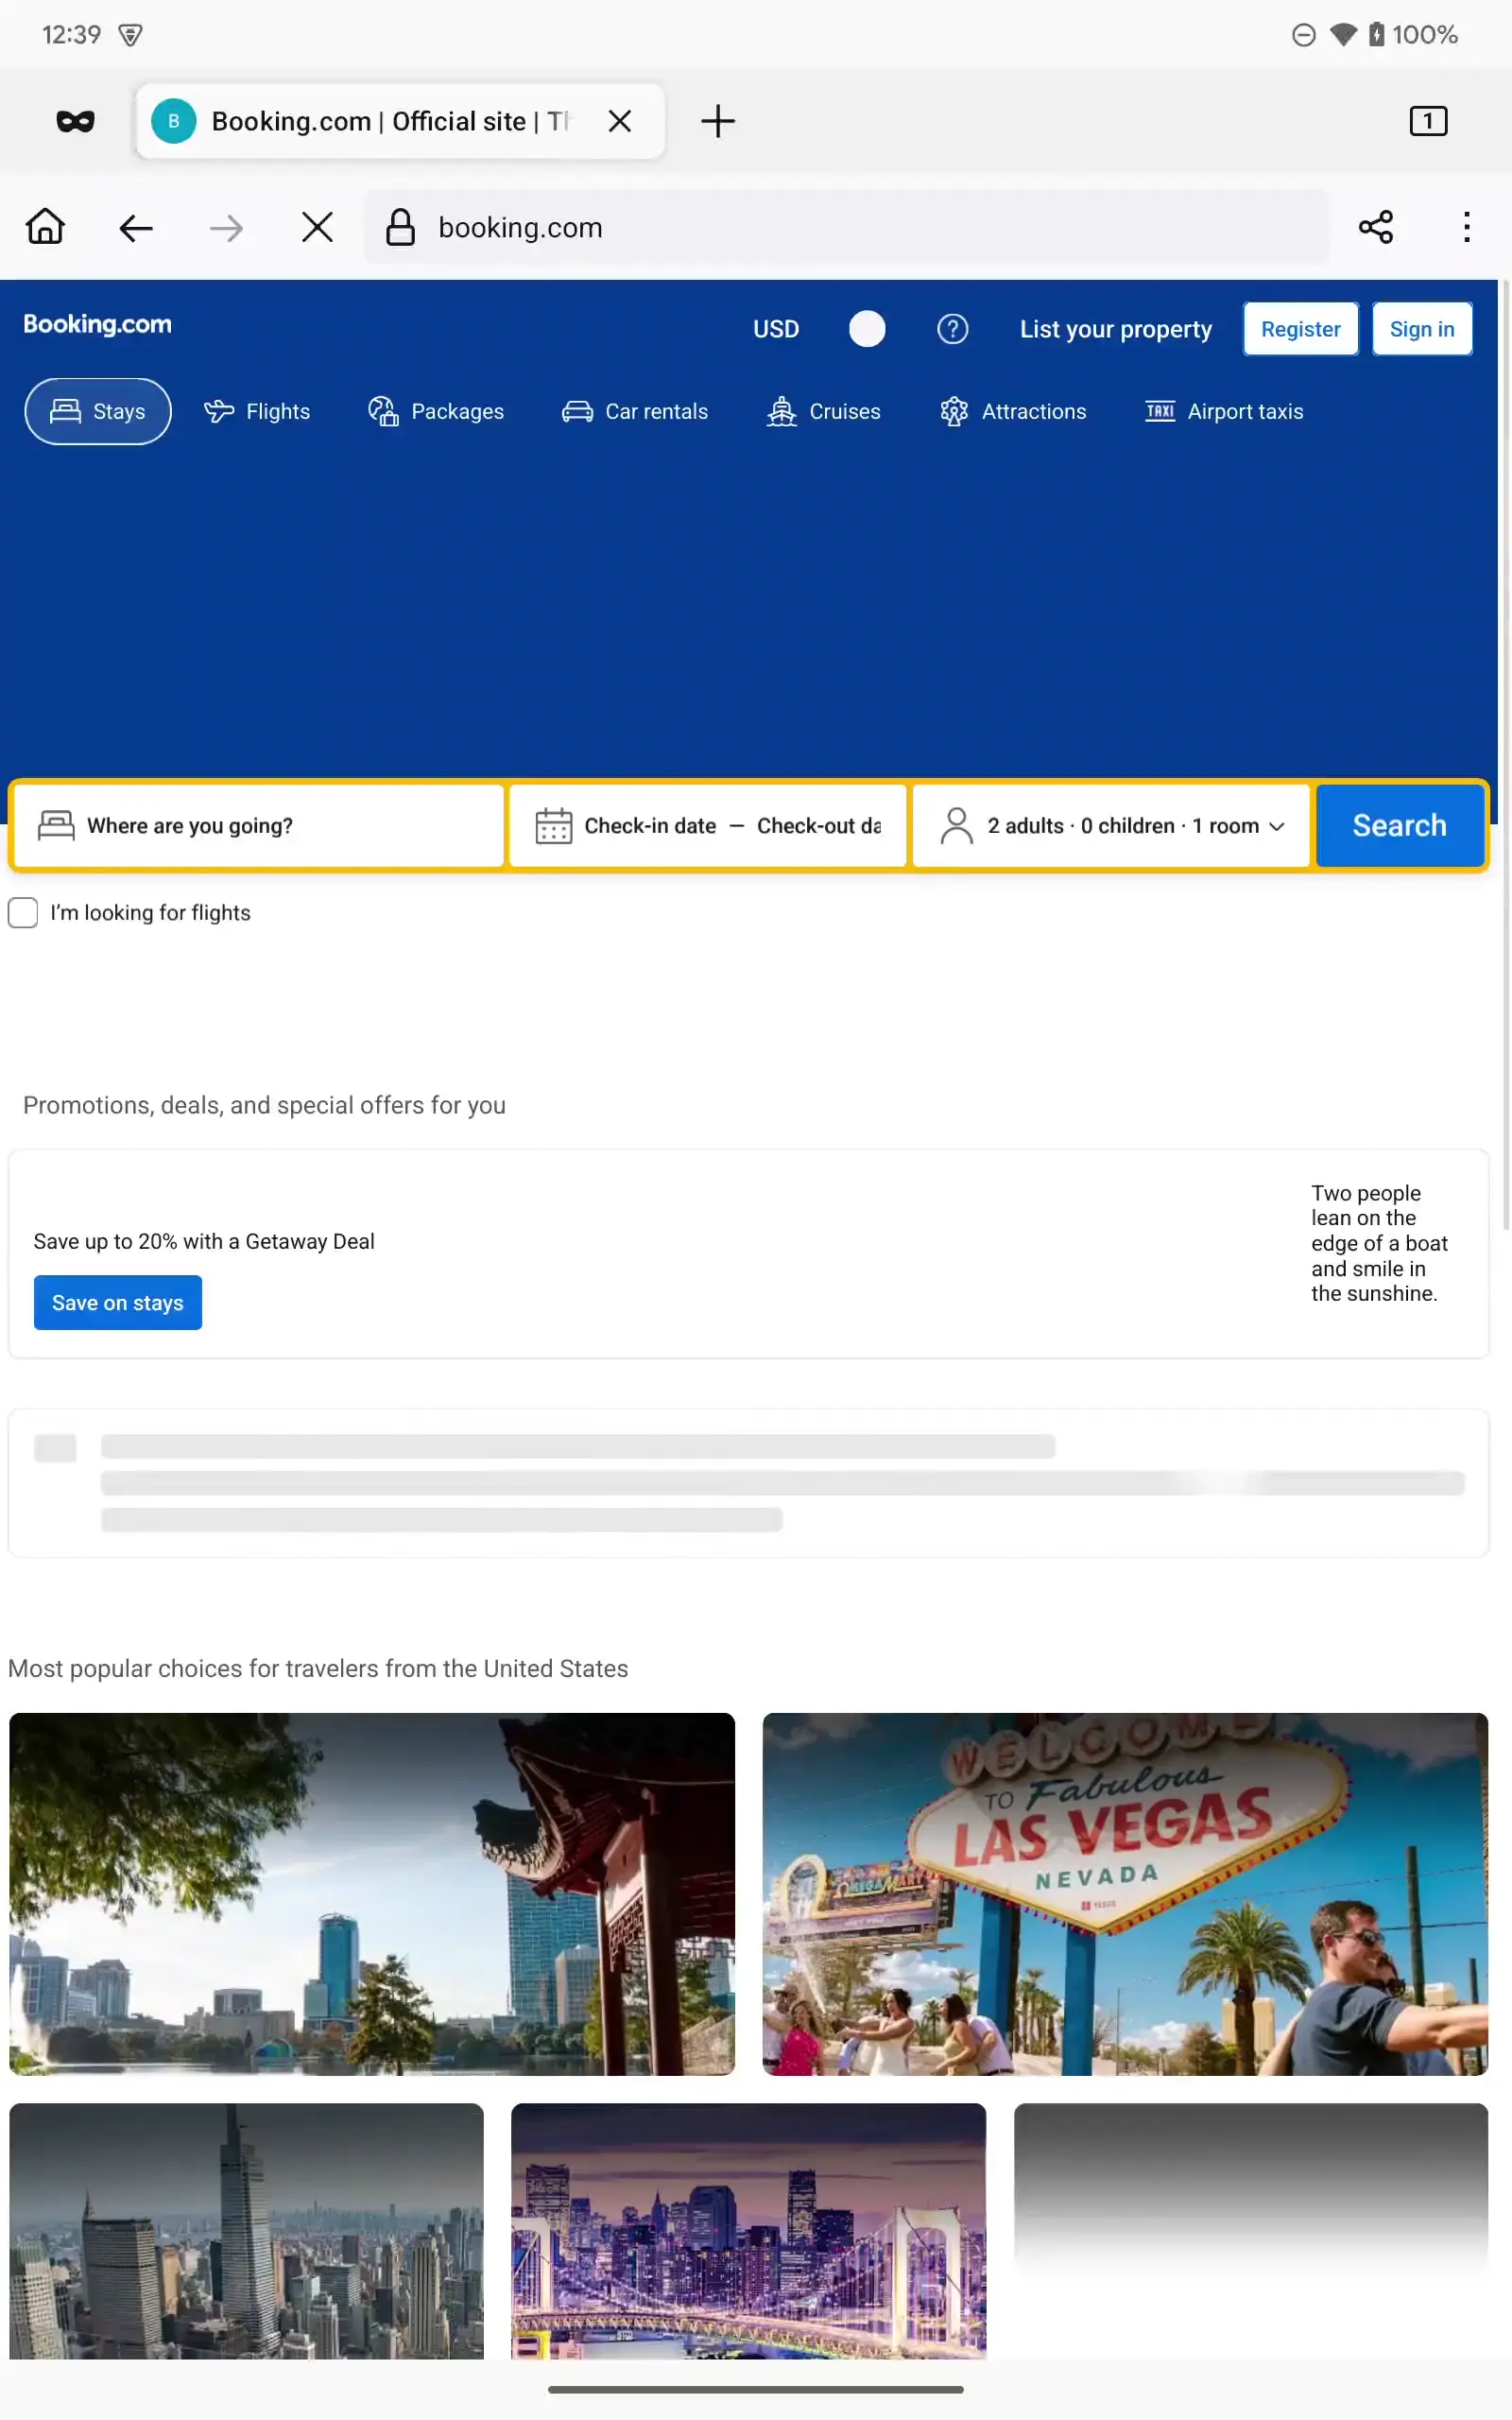 12:39
100%
B
Booking.com | Official site | Th
1
booking.com
Booking.com
USD
?
List your property
Register
Sign in
Stays
Flights
Packages
Car rentals
Cruises
Attractions
TAXI
Airport taxis
Where are you going?
Check-in date — Check-out da
2 adults · 0 children · 1 room
Search
I'm looking for flights
Promotions, deals, and special offers for you
Save up to 20% with a Getaway Deal
Save on stays
Two people
lean on the
edge of a boat
and smile in
the sunshine.
Most popular choices for travelers from the United States
WELCOME
TO Fabulous
LAS VEGAS
NEVADA